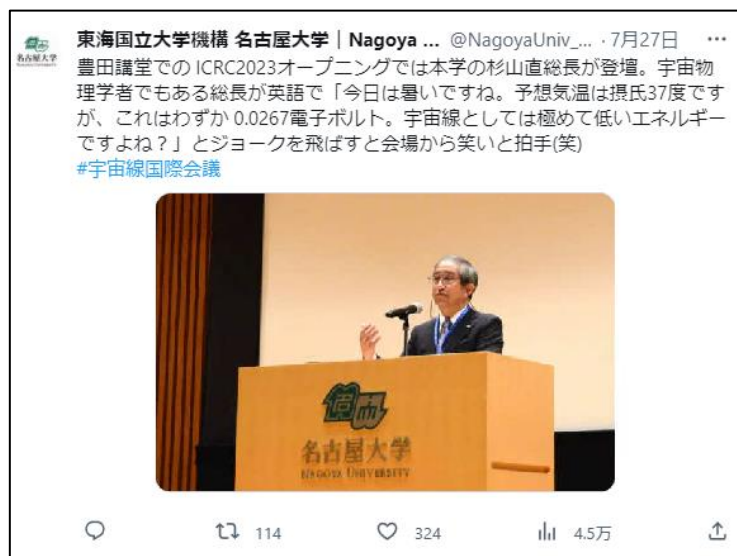 東海国立大学機構 名古屋大学｜Nagoya ... @NagoyaUniv_... · 7月27日
名古屋大学
豊田講堂での ICRC2023オープニングでは本学の杉山直総長が登壇。宇宙物
理学者でもある総長が英語で「今日は暑いですね。予想気温は摂氏37度です
が、これはわずか 0.0267電子ボルト。宇宙線としては極めて低いエネルギー
ですよね？」とジョークを飛ばすと会場から笑いと拍手(笑)
#宇宙線国際会議
名古屋大学
NAGOYA UNIVERSITY
114
324
4.5万